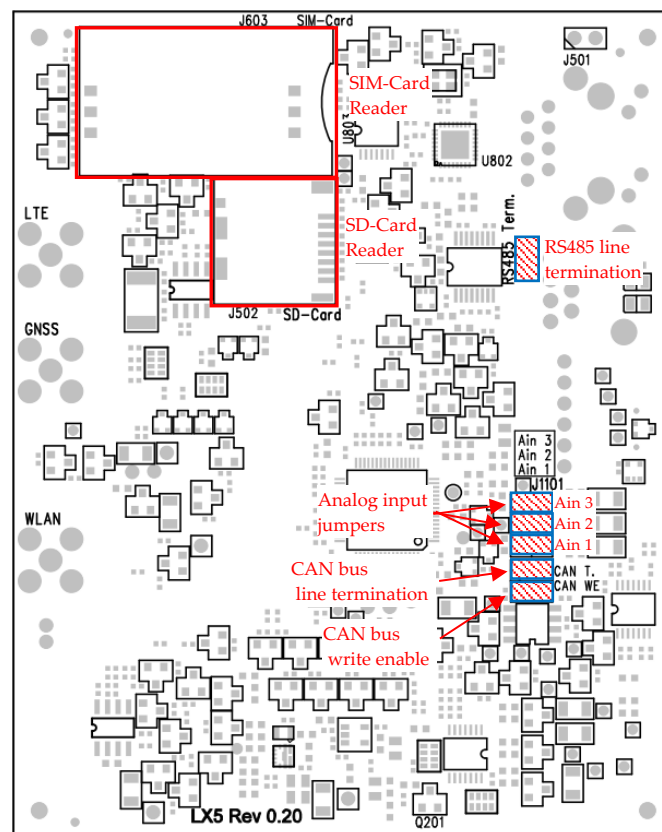 J603 SIM-Card
J501
SIM-Card
Reader
U807
U802
LTE
SD-Card
Reader
RS485 Term.
RS485 line
termination
J502
SD-Card
GNSS
Ain 3
Ain 2
Ain 1
J1101
Analog input
jumpers
Ain 3
Ain 2
Ain 1
WLAN
CAN bus
line termination
CAN T.
CAN WE
CAN bus
write enable
LX5 Rev 0.20
Q201